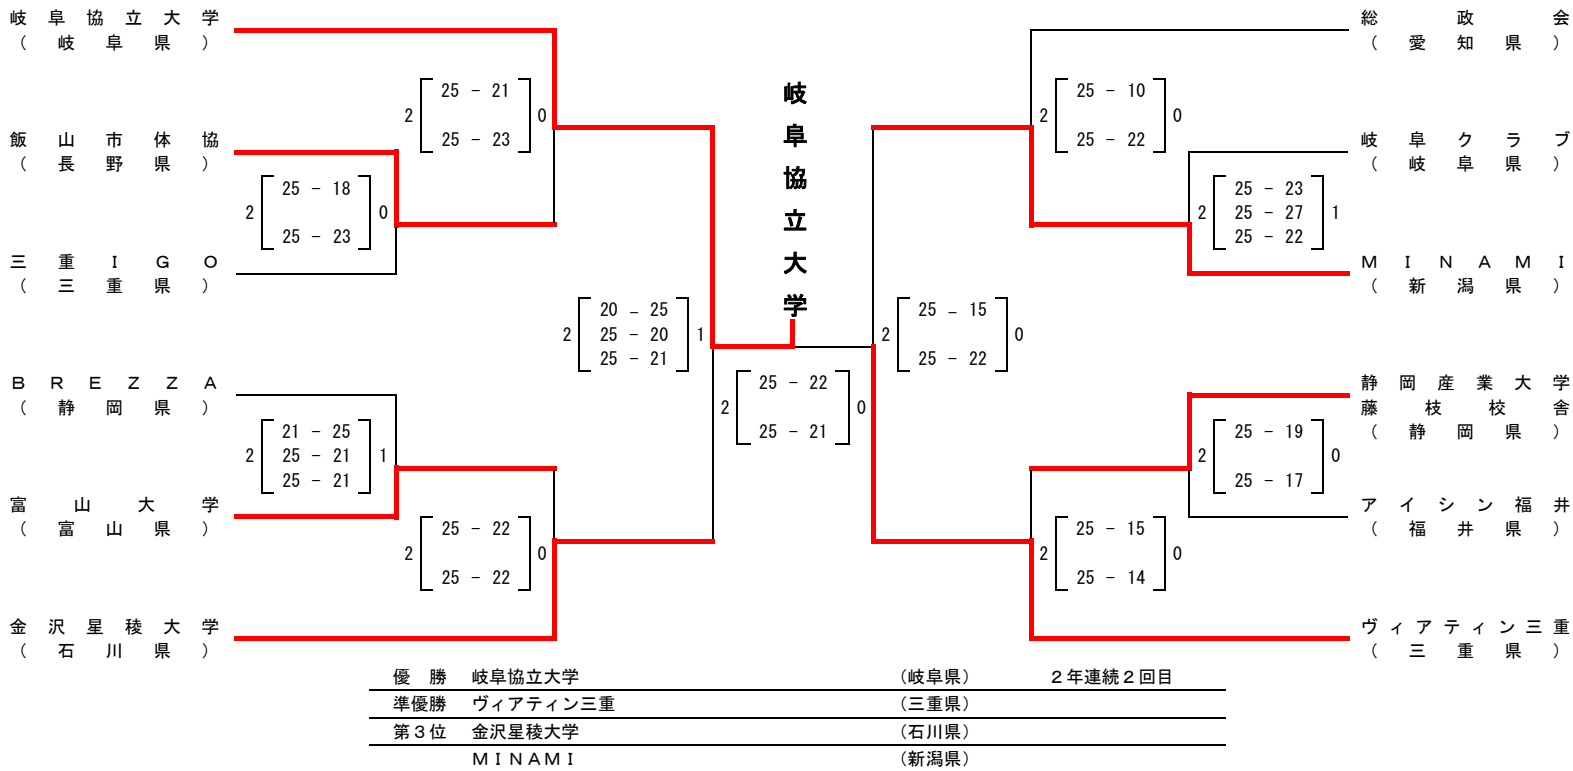 岐阜協立大学
（岐阜県）
飯山市体協
（長野県）
三重ＩＧＯ
（三重県）
ＢＲＥＺＺＡ
（静岡県）
富山大学
（富山県）
金沢星稜大学
（石川県）
2 25 － 21 0
25 － 23
2 25 － 18 0
25 － 23
2 21 － 25 1
25 － 21
25 － 21
2 25 － 22 0
25 － 22
2 20 － 25 1
25 － 20
25 － 21
岐阜協立大学
2 25 － 22 0
25 － 21
2 25 － 15 0
25 － 22
2 25 － 10 0
25 － 22
2 25 － 23 1
25 － 27
25 － 22
2 25 － 19 0
25 － 17
2 25 － 15 0
25 － 14
総政会
（愛知県）
岐阜クラブ
（岐阜県）
ＭＩＮＡＭＩ
（新潟県）
静岡産業大学
藤枝校舎
（静岡県）
アイシン福井
（福井県）
ヴィアティン三重
（三重県）
優　勝 岐阜協立大学 （岐阜県） ２年連続２回目
準優勝 ヴィアティン三重 （三重県）
第３位 金沢星稜大学 （石川県）
ＭＩＮＡＭＩ （新潟県）